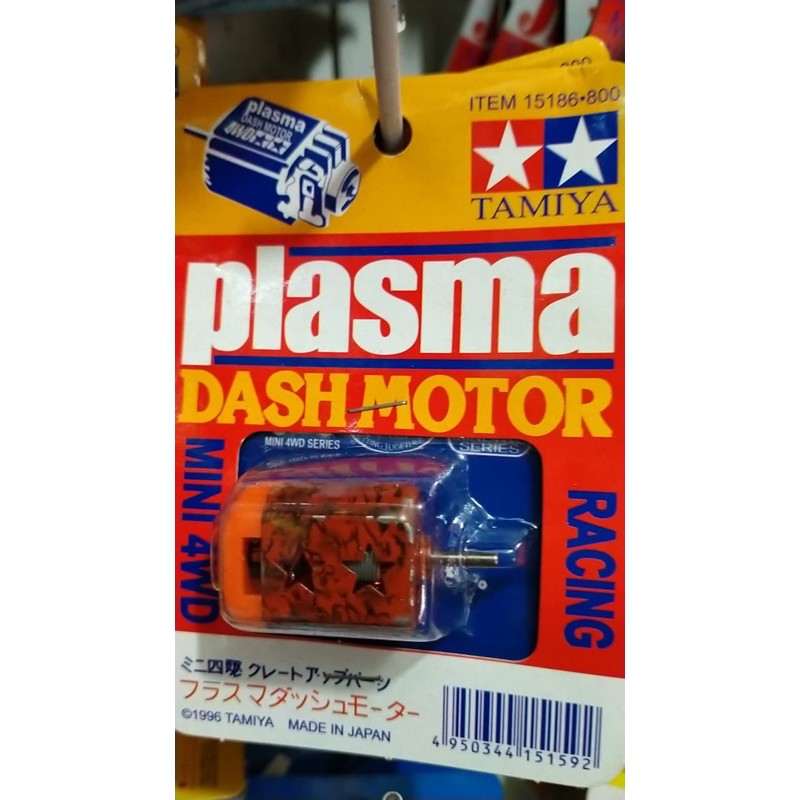 ITEM 15186•800
plasma
DASH MOTOR
TAMIYA
plasma
DASH MOTOR
MINI 4WD SERIES
SERIES
MINI 4WD
RACING
ミニ四駆 グレートアップパーツ
プラズマダッシュモーター
©1996 TAMIYA MADE IN JAPAN
4 950344 151592